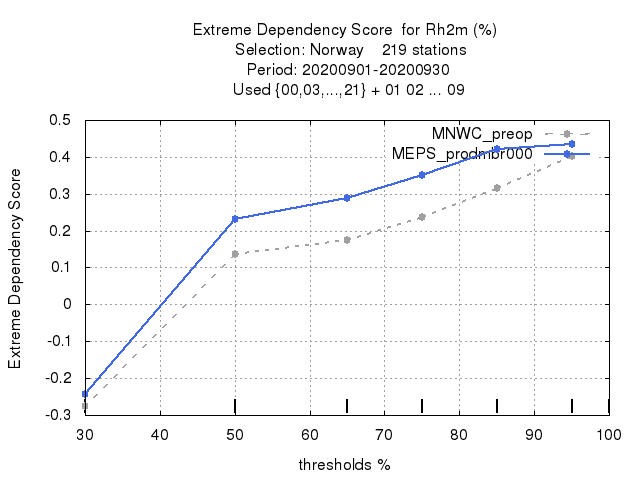 Extreme Dependency Score for Rh2m (%)
Selection: Norway 219 stations
Period: 20200901-20200930
Used {00,03,...,21} + 01 02 ... 09
MNWC_preop
MEPS_prodmbr000
Extreme Dependency Score
0.5
0.4
0.3
0.2
0.1
0
-0.1
-0.2
-0.3
30 40 50 60 70 80 90 100
thresholds %